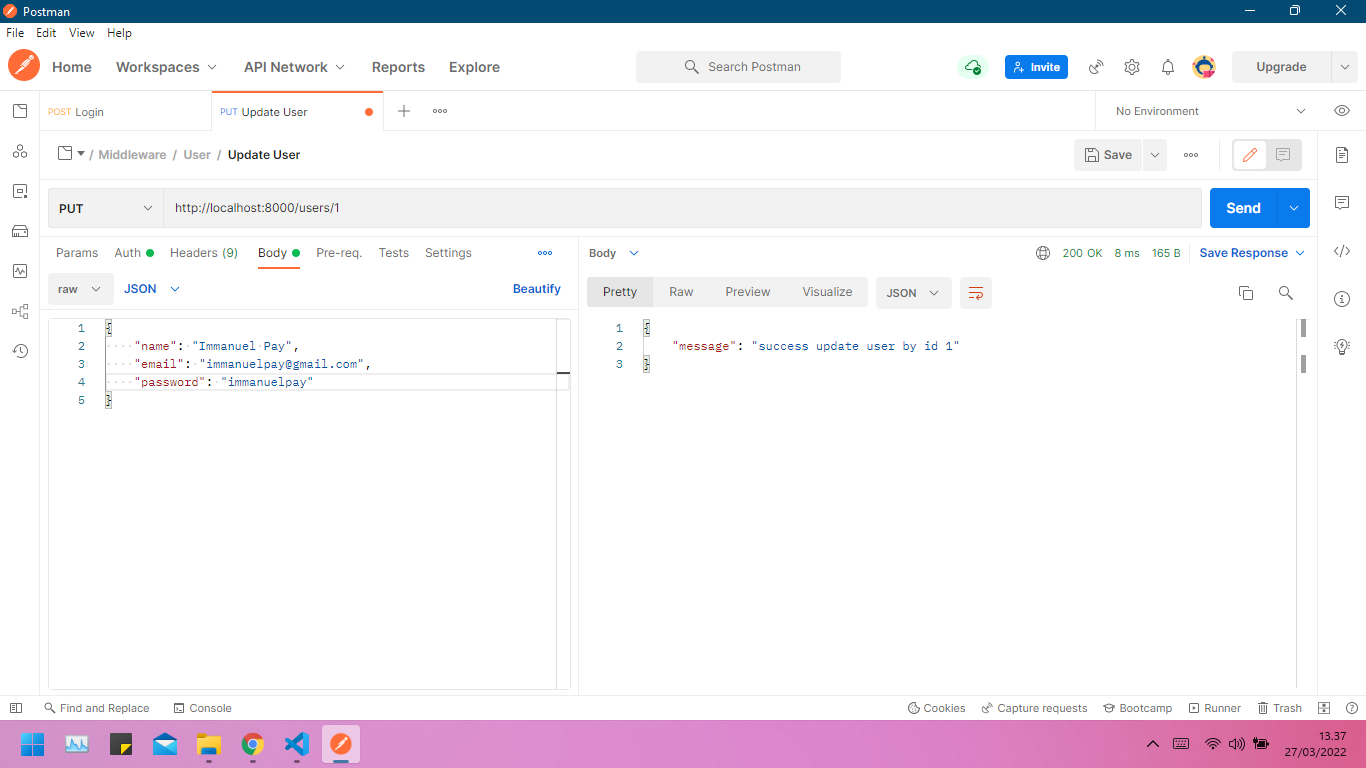 Postman
File Edit View Help
Home Workspaces API Network Reports Explore Search Postman Invite Upgrade
POST Login PUT Update User No Environment
/ Middleware / User / Update User Save
PUT http://localhost:8000/users/1 Send
Params Auth Headers (9) Body Pre-req. Tests Settings
raw JSON Beautify
1 {
2 "name": "Immanuel Pay",
3 "email": "immanuelpay@gmail.com",
4 "password": "immanuelpay"
5 }
Body 200 OK 8 ms 165 B Save Response
Pretty Raw Preview Visualize JSON
1 {
2 "message": "success update user by id 1"
3 }
Find and Replace Console Cookies Capture requests Bootcamp Runner Trash
13.37
27/03/2022